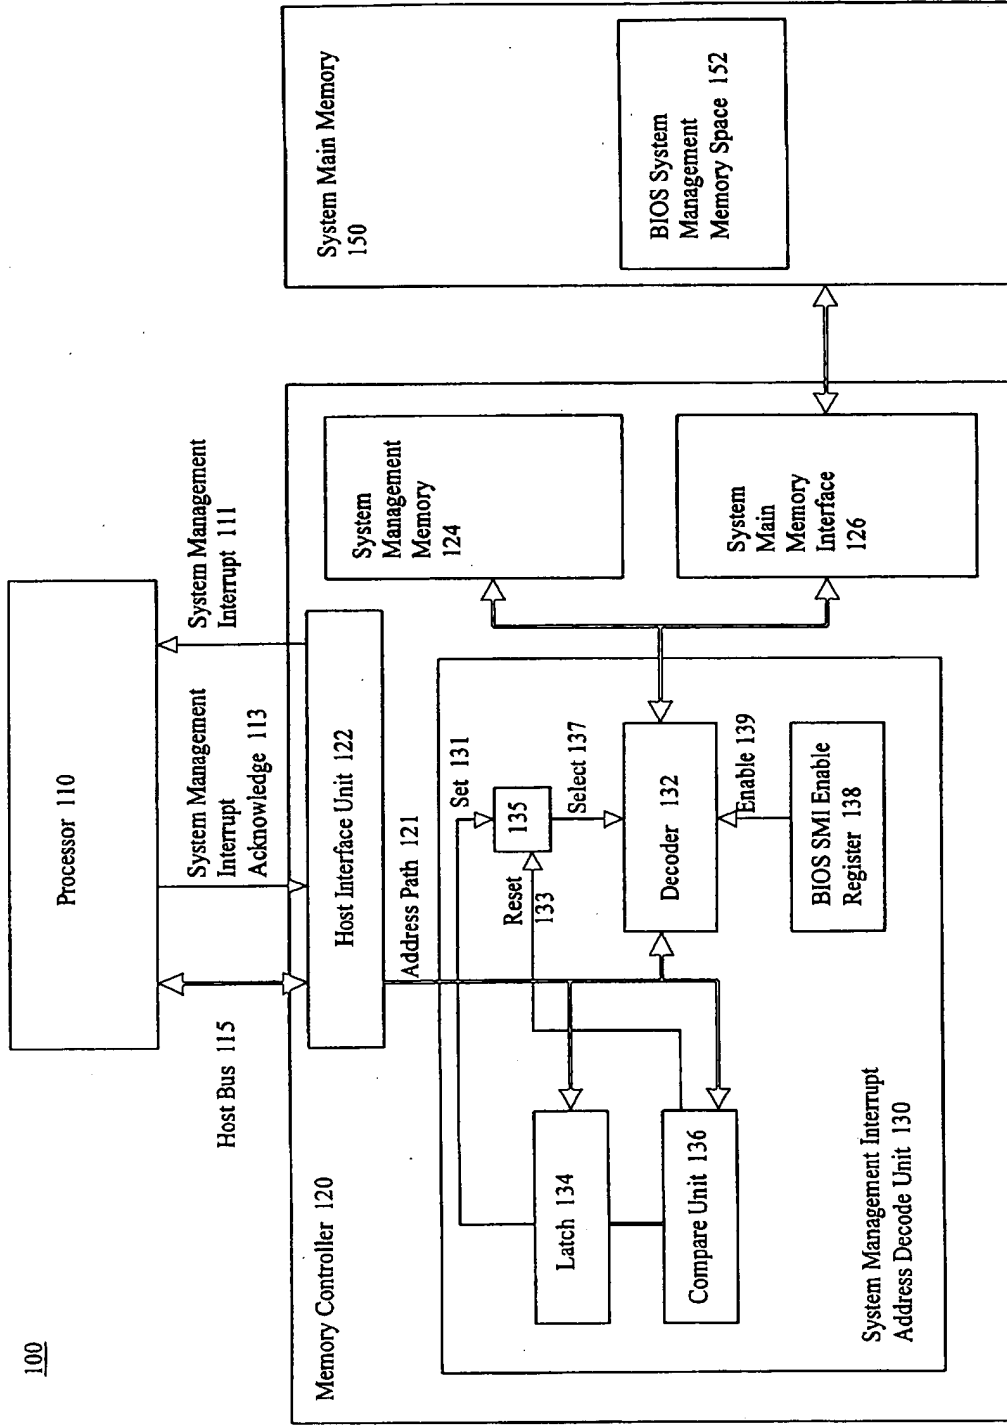 100
Processor 110
Host Bus 115
System Management
Interrupt
Acknowledge 113
System Management
Interrupt 111
Memory Controller 120
Host Interface Unit 122
Address Path 121
System Management Interrupt
Address Decode Unit 130
Latch 134
Compare Unit 136
Set 131
Reset
133
135
Select 137
Decoder 132
Enable 139
BIOS SMI Enable
Register 138
System
Management
Memory
124
System
Main
Memory
Interface
126
System Main Memory
150
BIOS System
Management
Memory Space 152